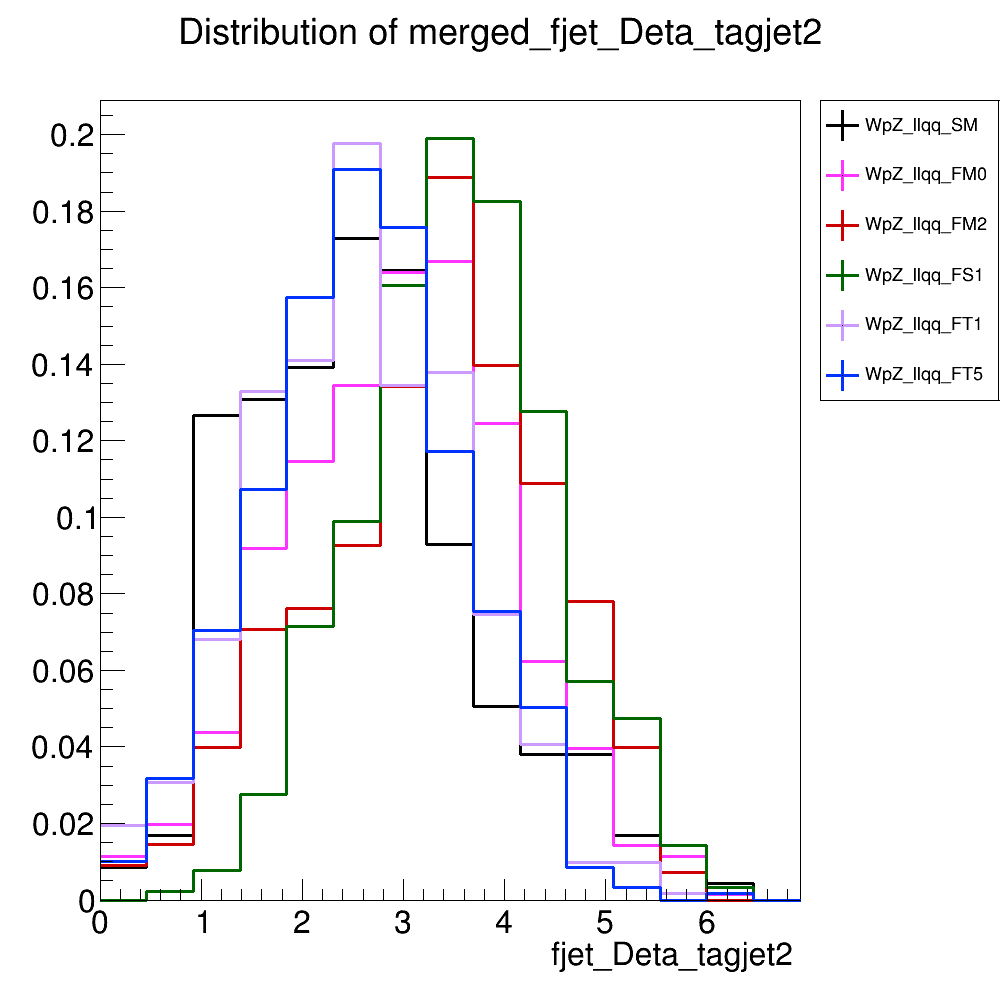 Distribution of merged_fjet_Deta_tagjet2
WpZ_llqq_SM
WpZ_llqq_FM0
WpZ_llqq_FM2
WpZ_llqq_FS1
WpZ_llqq_FT1
WpZ_llqq_FT5
0.2
0.18
0.16
0.14
0.12
0.1
0.08
0.06
0.04
0.02
0
0 1 2 3 4 5 6
fjet_Deta_tagjet2